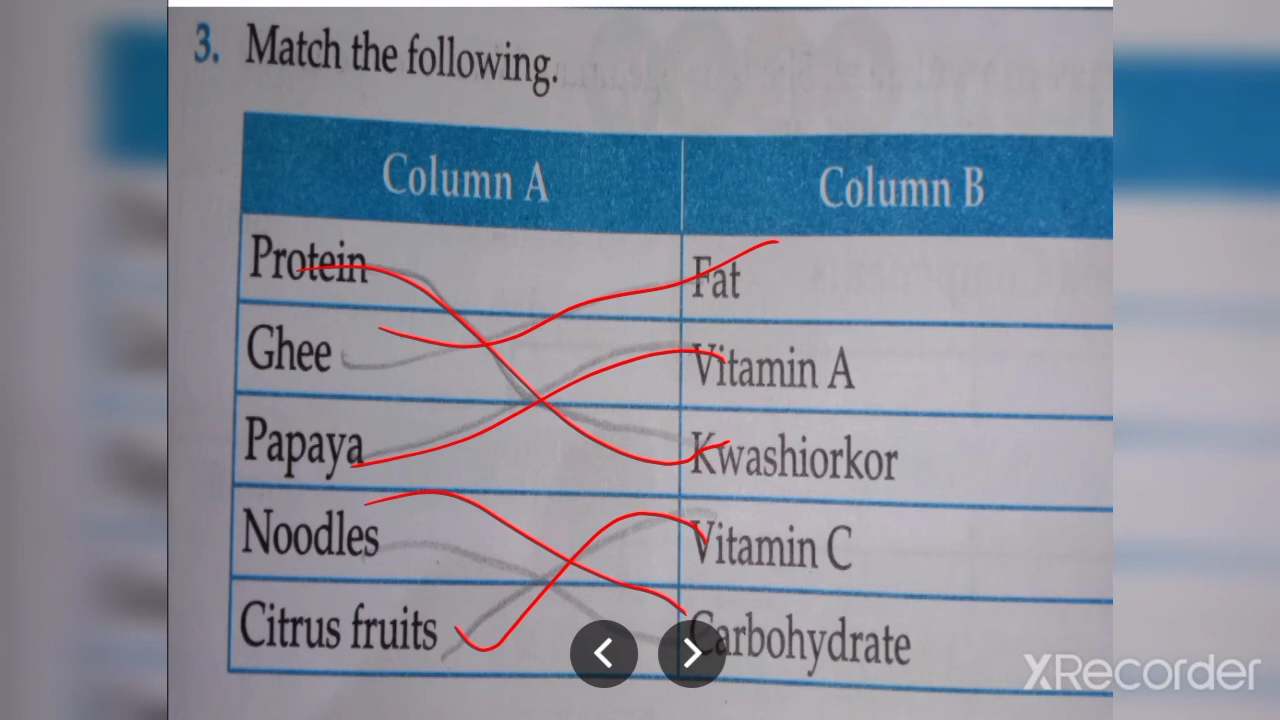 3. Match the following.
Column A Column B
Protein Fat
Ghee Vitamin A
Papaya Kwashiorkor
Noodles Vitamin C
Citrus fruits Carbohydrate
XRecorder